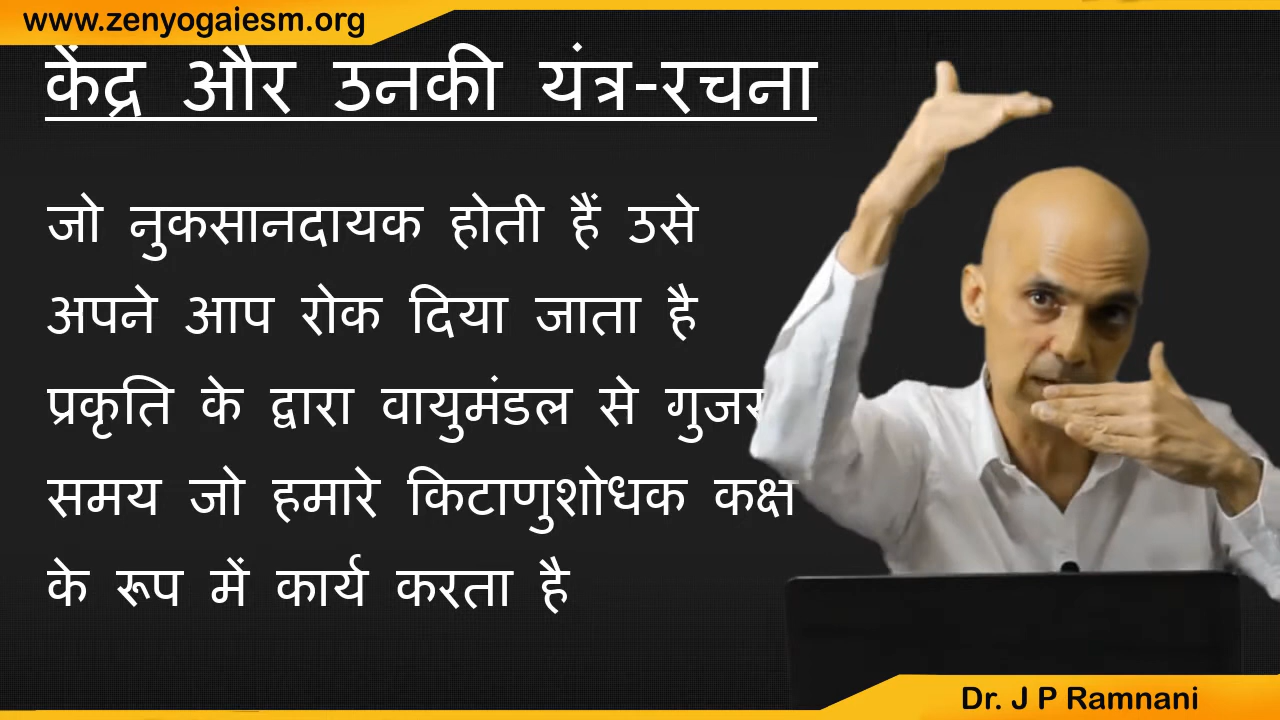 www.zenyogaiesm.org
केंद्र और उनकी यंत्र-रचना
जो नुकसानदायक होती हैं उसे
अपने आप रोक दिया जाता है
प्रकृति के द्वारा वायुमंडल से
समय जो हमारे किटाणुशोधक कक्ष
के रूप में कार्य करता है
Dr. J P Ramnani